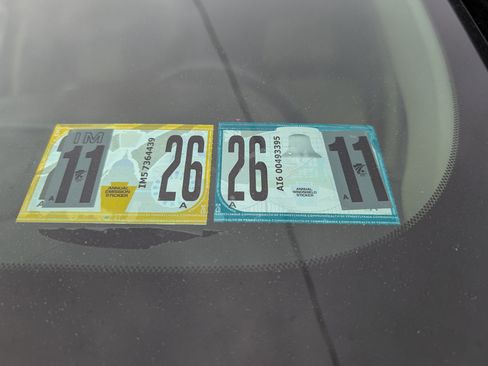 IM
11
A
ANNUAL
EMISSION
STICKER
IM5 7364439
26
A
26
A
AI6 00493395
ANNUAL
WINDSHIELD
STICKER
11
A